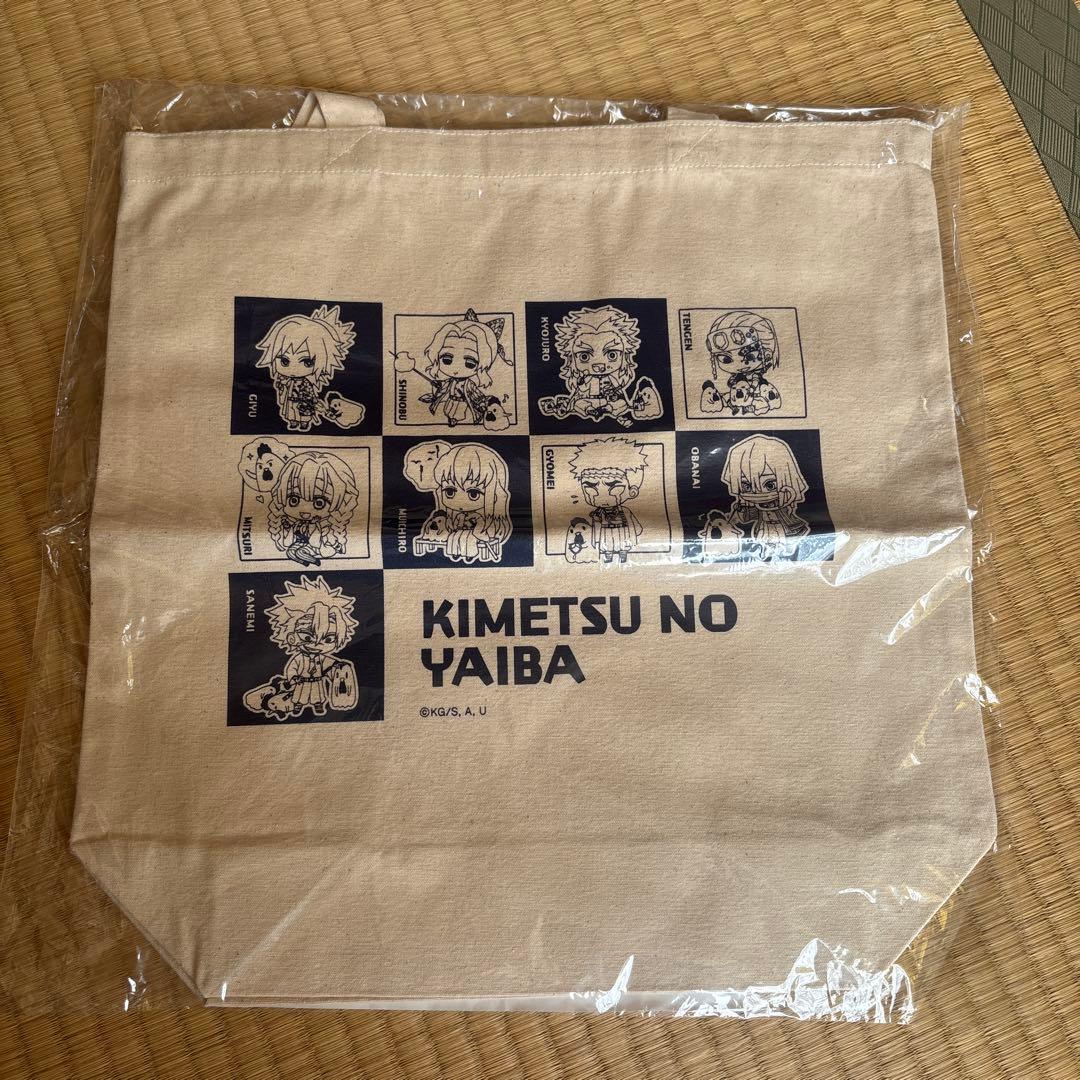 GIYU
SHINOBU
KYOJURO
TENGEN
MITSURI
MUICHIRO
GYOMEI
OBANAI
SANEMI
KIMETSU NO
YAIBA
©KG/S, A, U